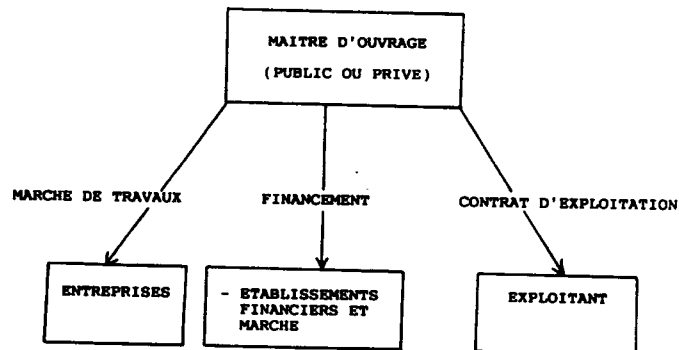 MAITRE D'OUVRAGE
(PUBLIC OU PRIVE)
MARCHE DE TRAVAUX
FINANCEMENT
CONTRAT D'EXPLOITATION
ENTREPRISES
- ETABLISSEMENTS
FINANCIERS ET
MARCHE
EXPLOITANT